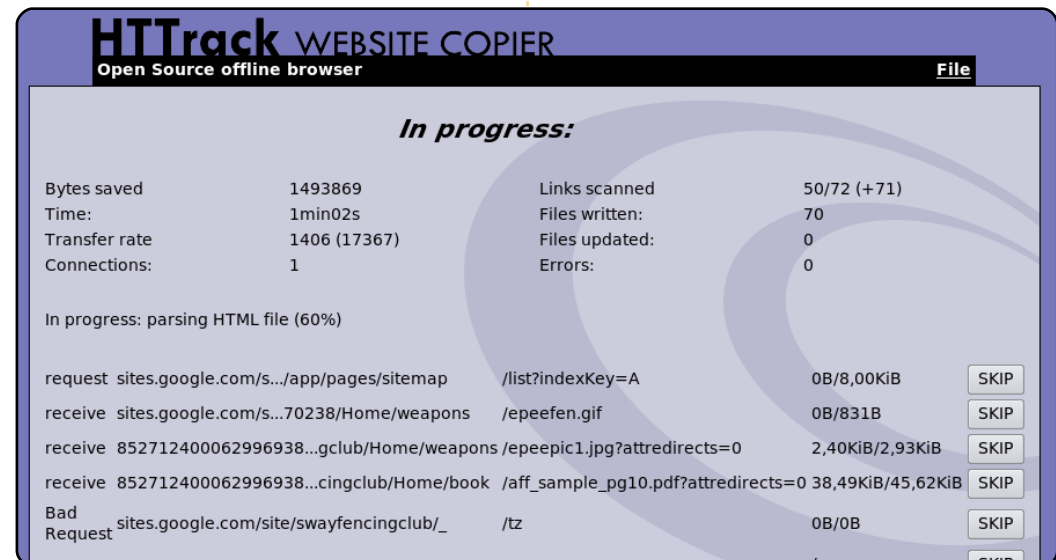 HTTrack WEBSITE COPIER
Open Source offline browser File
In progress:
Bytes saved 1493869 Links scanned 50/72 (+71)
Time: 1min02s Files written: 70
Transfer rate 1406 (17367) Files updated: 0
Connections: 1 Errors: 0
In progress: parsing HTML file (60%)
request sites.google.com/s.../app/pages/sitemap /list?indexKey=A 0B/8,00KiB SKIP
receive sites.google.com/s...70238/Home/weapons /epeefen.gif 0B/831B SKIP
receive 852712400062996938...gclub/Home/weapons /epeepic1.jpg?attredirects=0 2,40KiB/2,93KiB SKIP
receive 852712400062996938...cingclub/Home/book /aff_sample_pg10.pdf?attredirects=0 38,49KiB/45,62KiB SKIP
Bad Request sites.google.com/site/swayfencingclub/_ /tz 0B/0B SKIP